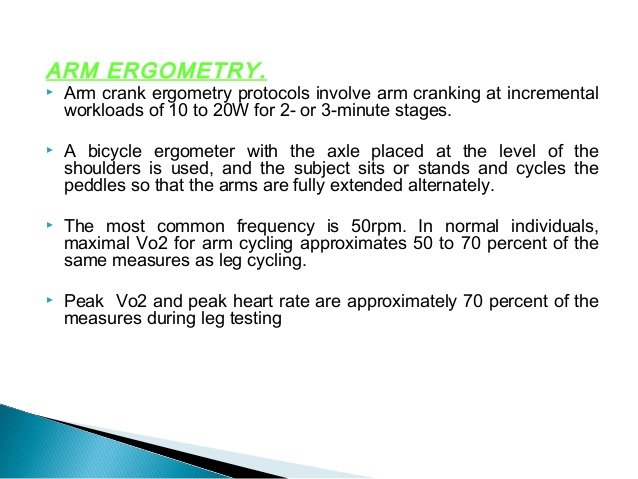 ARM ERGOMETRY.
Arm crank ergometry protocols involve arm cranking at incremental
workloads of 10 to 20W for 2- or 3-minute stages.
A bicycle ergometer with the axle placed at the level of the
shoulders is used, and the subject sits or stands and cycles the
peddles so that the arms are fully extended alternately.
The most common frequency is 50rpm. In normal individuals,
maximal Vo2 for arm cycling approximates 50 to 70 percent of the
same measures as leg cycling.
Peak Vo2 and peak heart rate are approximately 70 percent of the
measures during leg testing